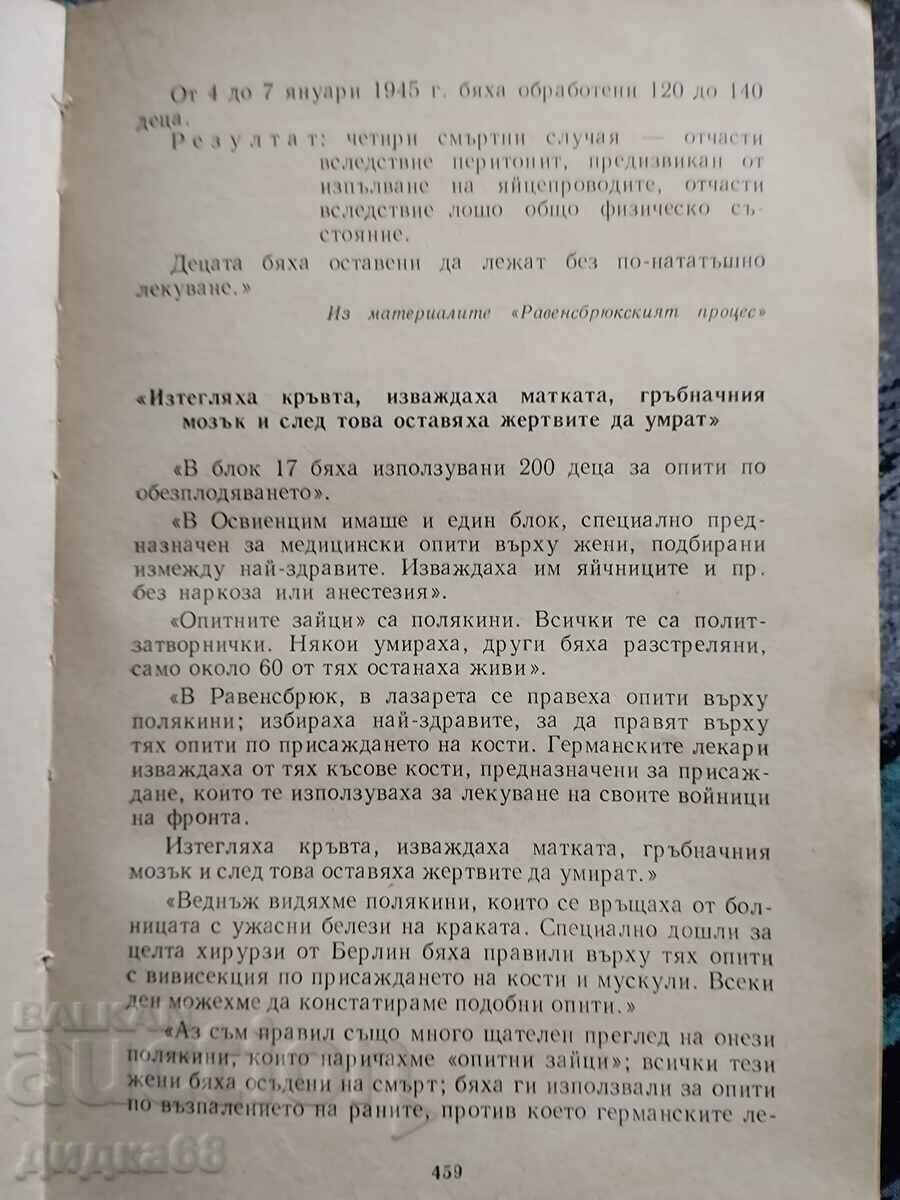 От 4 до 7 януари 1945 г. бяха обработени 120 до 140
деца.
Резултат: четири смъртни случая — отчасти
вследствие перитонит, предизвикан от
изпълване на яйцепроводите, отчасти
вследствие лошо общо физическо съ-
стояние.
Децата бяха оставени да лежат без по-нататъшно
лекуване.»
Из материалите «Равенсбрюкският процес»
«Изтегляха кръвта, изваждаха матката, гръбначния
мозък и след това оставяха жертвите да умрат»
«В блок 17 бяха използувани 200 деца за опити по
обезплодяването».
«В Освиенцим имаше и един блок, специално пред-
назначен за медицински опити върху жени, подбирани
измежду най-здравите. Изваждаха им яйчниците и пр.
без наркоза или анестезия».
«Опитните зайци» са полякини. Всички те са полит-
затворнички. Някои умираха, други бяха разстреляни,
само около 60 от тях останаха живи».
«В Равенсбрюк, в лазарета се правеха опити върху
полякини; избираха най-здравите, за да правят върху
тях опити по присаждането на кости. Германските лекари
изваждаха от тях късове кости, предназначени за присаж-
дане, които те използуваха за лекуване на своите войници
на фронта.
Изтегляха кръвта, изваждаха матката, гръбначния
мозък и след това оставяха жертвите да умират.»
«Веднъж видяхме полякини, които се връщаха от бол-
ницата с ужасни белези на краката. Специално дошли за
целта хирурзи от Берлин бяха правили върху тях опити
с вивисекция по присаждането на кости и мускули. Всеки
ден можехме да констатираме подобни опити.»
«Аз съм правил също много щателен преглед на онези
полякини, които наричахме «опитни зайци»; всички тези
жени бяха осъдени на смърт; бяха ги използвали за опити
по възпалението на раните, против което германските ле-
459
BALKAN
auction
дидка68